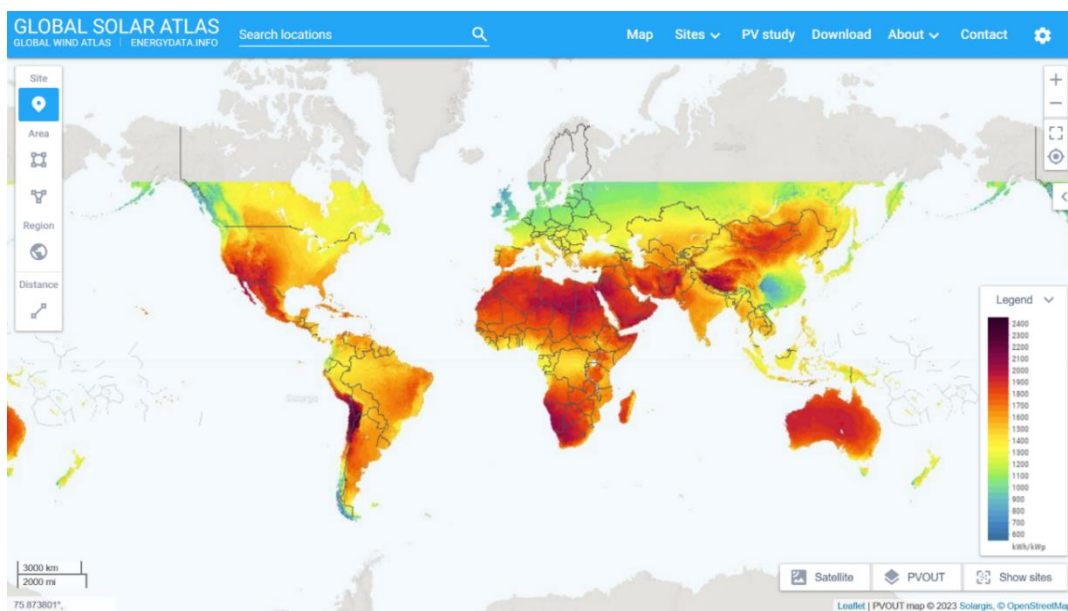 GLOBAL SOLAR ATLAS
GLOBAL WIND ATLAS | ENERGYDATA.INFO
Search locations
Map Sites PV study Download About Contact
Site
Area
Region
Distance
Solargis
Solargis
Legend
2400
2300
2200
2100
2000
1900
1800
1700
1600
1500
1400
1300
1200
1100
1000
900
800
700
600
kWh/kWp
3000 km
2000 mi
Satellite PVOUT Show sites
75.873801°,
Leaflet | PVOUT map © 2023 Solargis, © OpenStreetMa